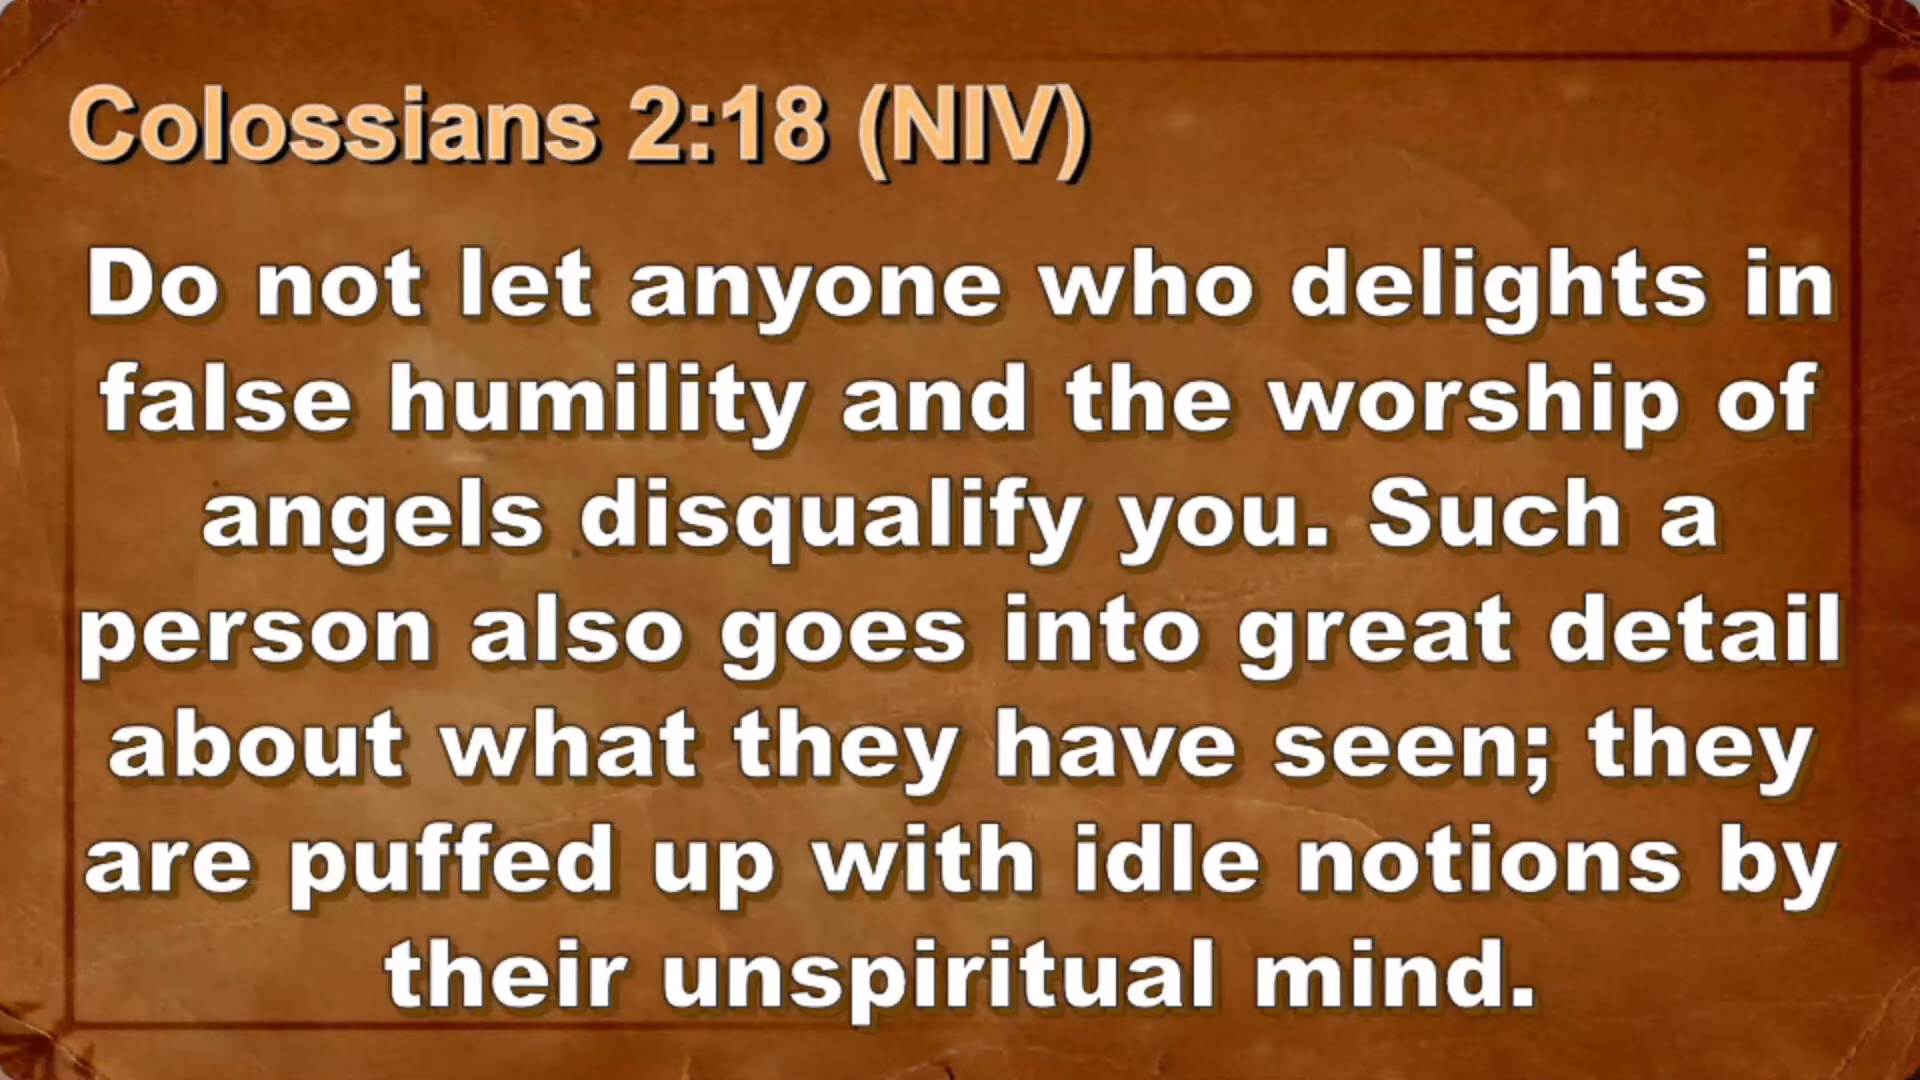 Colossians 2:18 (NIV)
Do not let anyone who delights in
false humility and the worship of
angels disqualify you. Such a
person also goes into great detail
about what they have seen; they
are puffed up with idle notions by
their unspiritual mind.